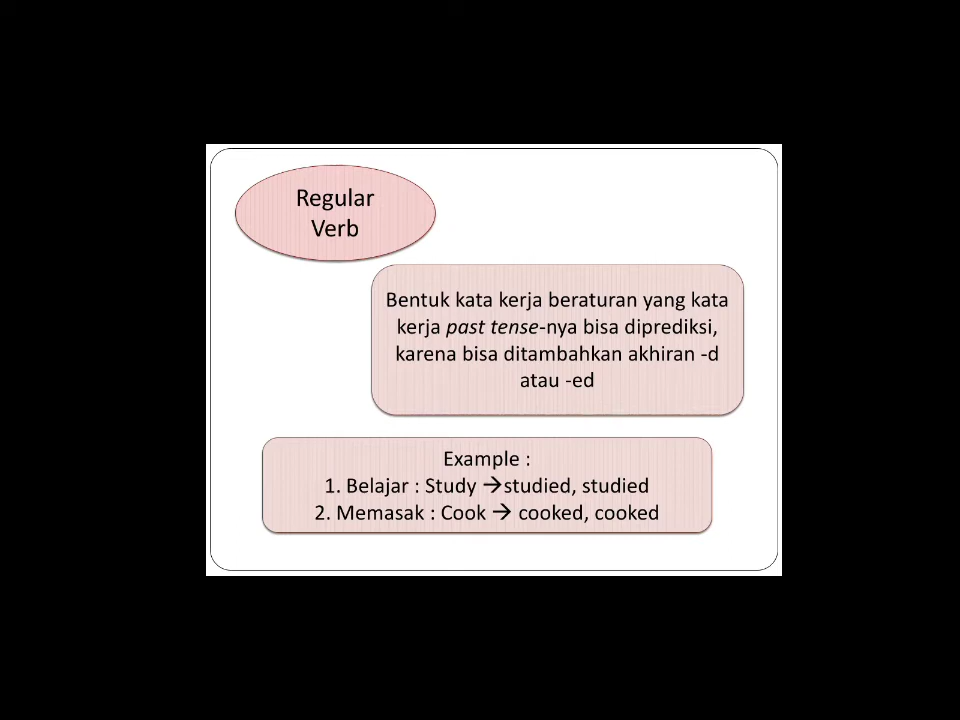 Regular
Verb
Bentuk kata kerja beraturan yang kata
kerja past tense-nya bisa diprediksi,
karena bisa ditambahkan akhiran -d
atau -ed
Example :
1. Belajar : Study →studied, studied
2. Memasak : Cook → cooked, cooked